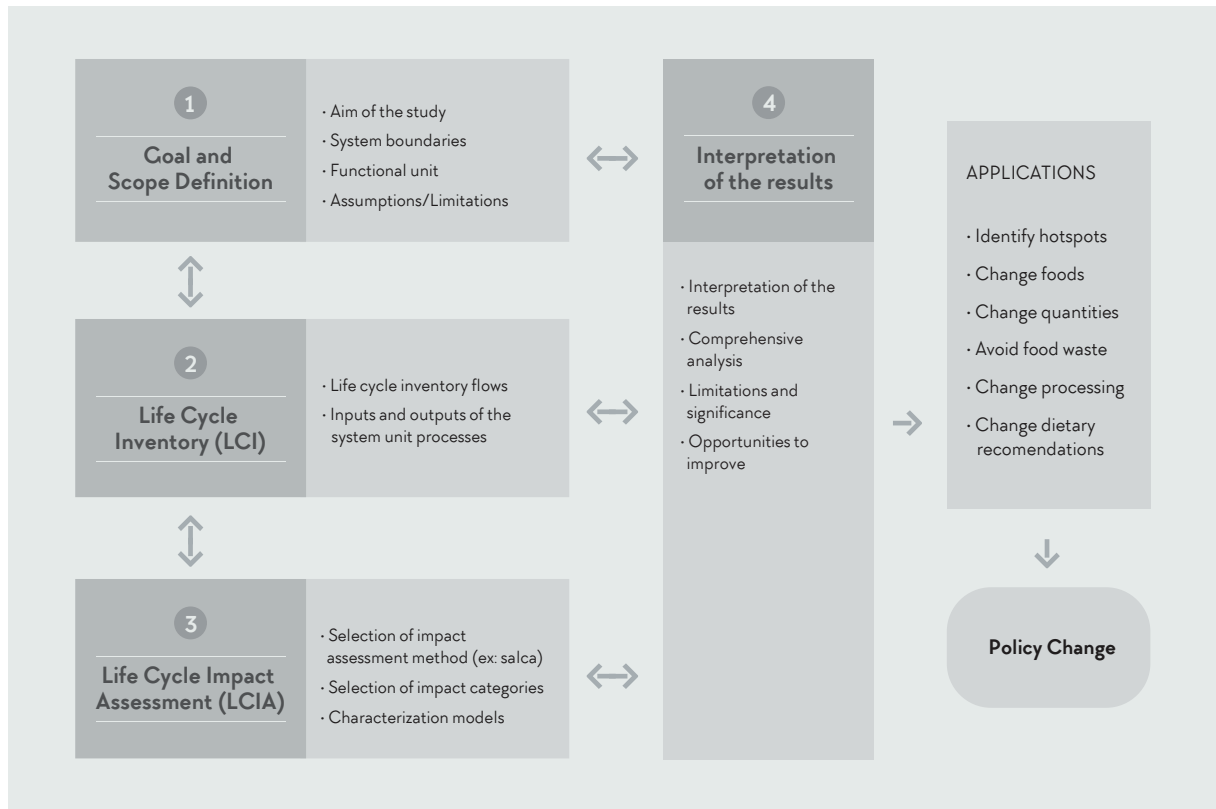 1
Goal and
Scope Definition
· Aim of the study
· System boundaries
· Functional unit
· Assumptions/Limitations
2
Life Cycle
Inventory (LCI)
· Life cycle inventory flows
· Inputs and outputs of the
system unit processes
3
Life Cycle Impact
Assessment (LCIA)
· Selection of impact
assessment method (ex: salca)
· Selection of impact categories
· Characterization models
4
Interpretation
of the results
· Interpretation of the
results
· Comprehensive
analysis
· Limitations and
significance
· Opportunities to
improve
APPLICATIONS
· Identify hotspots
· Change foods
· Change quantities
· Avoid food waste
· Change processing
· Change dietary
recomendations
Policy Change